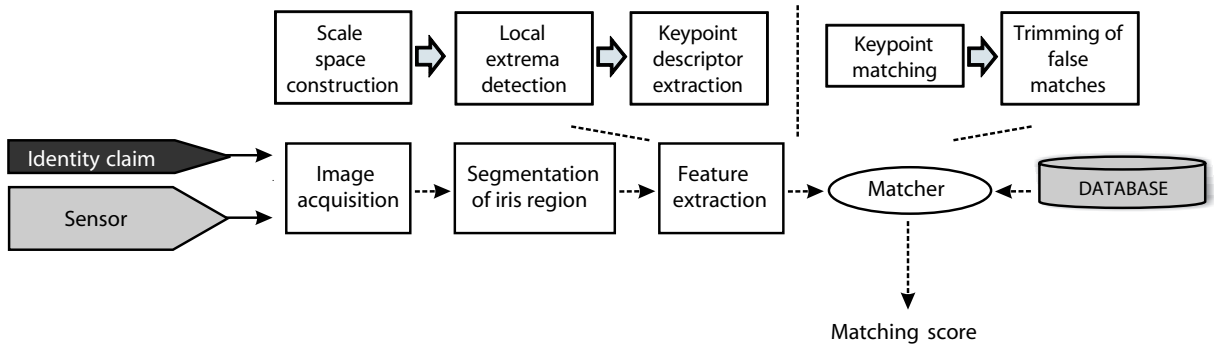 Scale
space
construction
Local
extrema
detection
Keypoint
descriptor
extraction
Keypoint
matching
Trimming of
false
matches
Identity claim
Sensor
Image
acquisition
Segmentation
of iris region
Feature
extraction
Matcher
DATABASE
Matching score